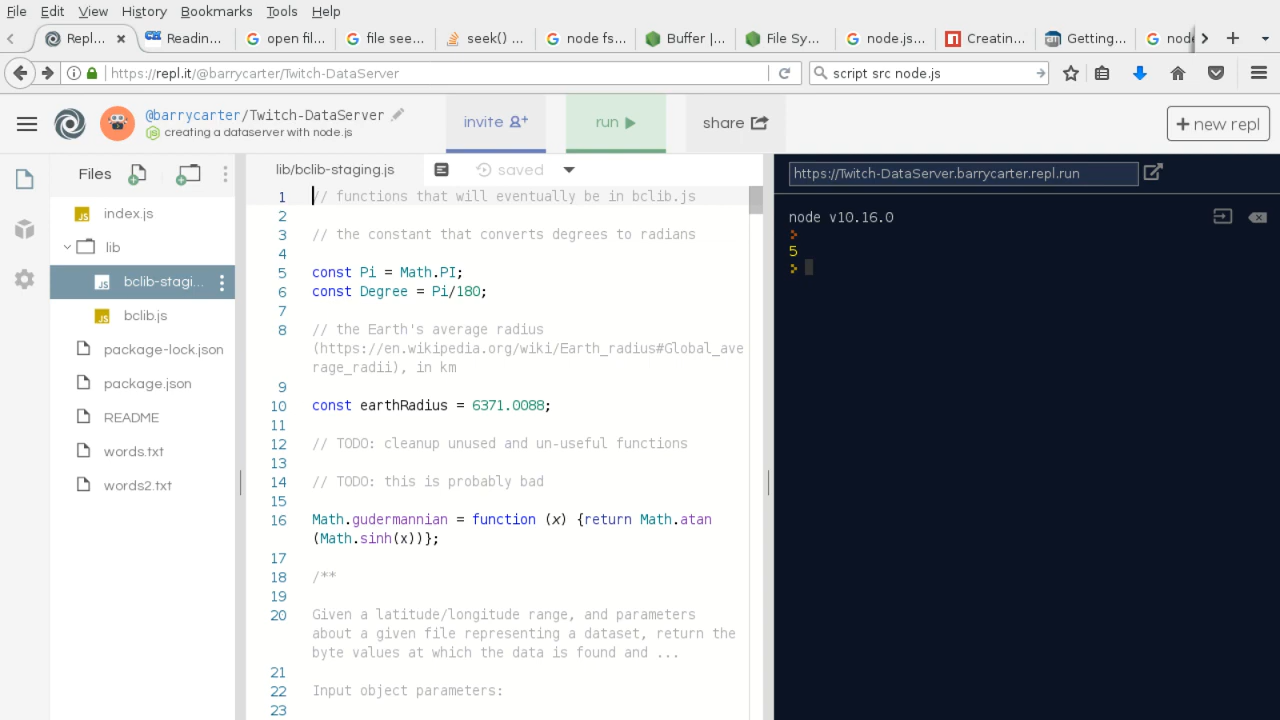 File Edit View History Bookmarks Tools Help
Repl... Readin... open fil... file see... seek() ... node fs... Buffer |... File Sy... node.js... Creatin... Getting... node
https://repl.it/@barrycarter/Twitch-DataServer
script src node.js
@barrycarter/Twitch-DataServer
creating a dataserver with node.js
invite
run
share
+ new repl
Files
index.js
lib
bclib-stagi...
bclib.js
package-lock.json
package.json
README
words.txt
words2.txt
lib/bclib-staging.js
saved
1 // functions that will eventually be in bclib.js
2
3 // the constant that converts degrees to radians
4
5 const Pi = Math.PI;
6 const Degree = Pi/180;
7
8 // the Earth's average radius
(https://en.wikipedia.org/wiki/Earth_radius#Global_ave
rage_radii), in km
9
10 const earthRadius = 6371.0088;
11
12 // TODO: cleanup unused and un-useful functions
13
14 // TODO: this is probably bad
15
16 Math.gudermannian = function (x) {return Math.atan
(Math.sinh(x))};
17
18 /**
19
20 Given a latitude/longitude range, and parameters
about a given file representing a dataset, return the
byte values at which the data is found and ...
21
22 Input object parameters:
23
https://Twitch-DataServer.barrycarter.repl.run
node v10.16.0
5